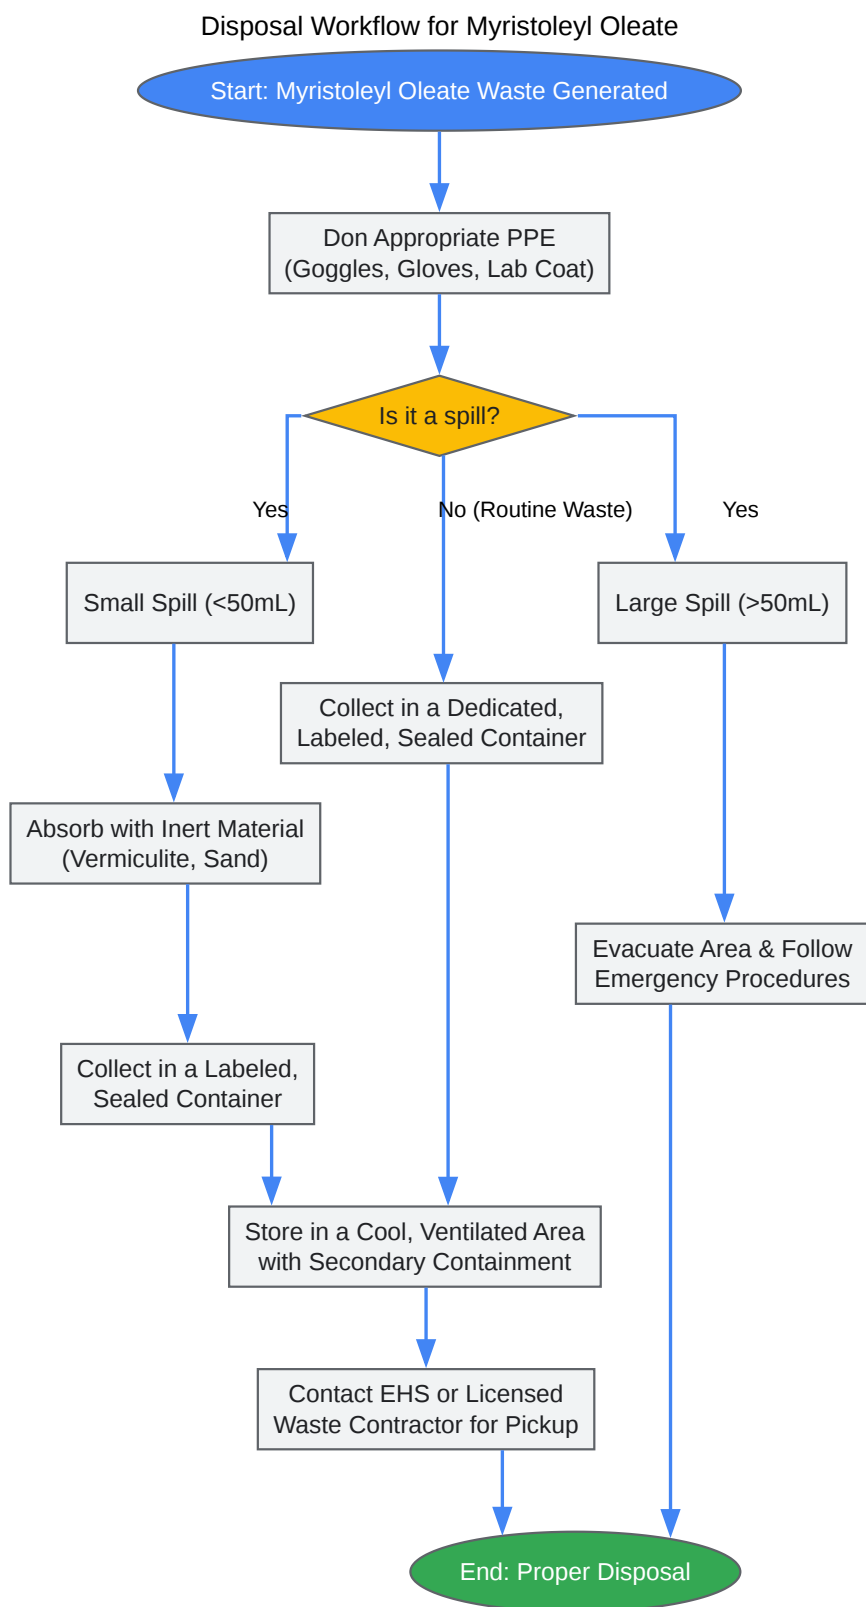 Disposal Workflow for Myristoleyl Oleate
Start: Myristoleyl Oleate Waste Generated
Don Appropriate PPE
(Goggles, Gloves, Lab Coat)
Is it a spill?
Yes
No (Routine Waste)
Yes
Small Spill (<50mL)
Large Spill (>50mL)
Collect in a Dedicated,
Labeled, Sealed Container
Absorb with Inert Material
(Vermiculite, Sand)
Evacuate Area & Follow
Emergency Procedures
Collect in a Labeled,
Sealed Container
Store in a Cool, Ventilated Area
with Secondary Containment
Contact EHS or Licensed
Waste Contractor for Pickup
End: Proper Disposal